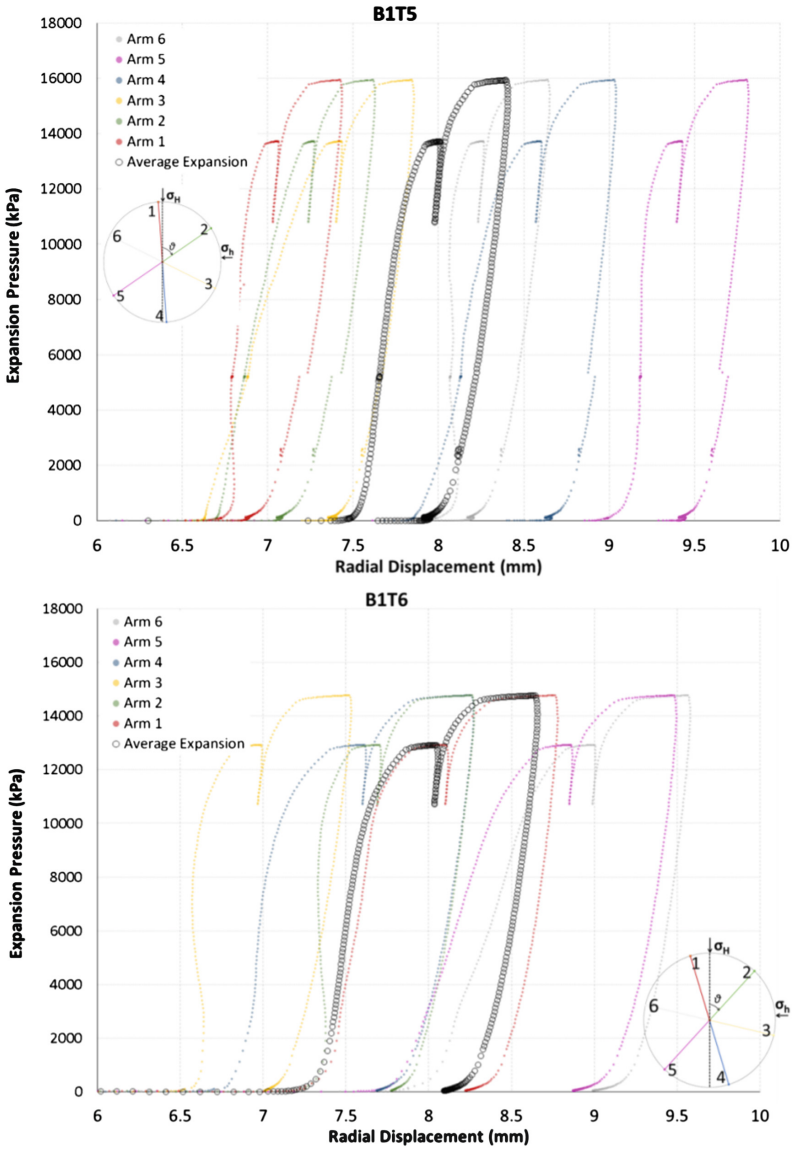 B1T5
18000
16000
14000
12000
10000
8000
6000
4000
2000
0
Expansion Pressure (kPa)
Arm 6
Arm 5
Arm 4
Arm 3
Arm 2
Arm 1
Average Expansion
σH
1
2
ϑ
6
σh
3
5
4
6 6.5 7 7.5 8 8.5 9 9.5 10
Radial Displacement (mm)
B1T6
18000
16000
14000
12000
10000
8000
6000
4000
2000
0
Expansion Pressure (kPa)
Arm 6
Arm 5
Arm 4
Arm 3
Arm 2
Arm 1
Average Expansion
σH
1
2
ϑ
6
σh
3
5
4
6 6.5 7 7.5 8 8.5 9 9.5 10
Radial Displacement (mm)